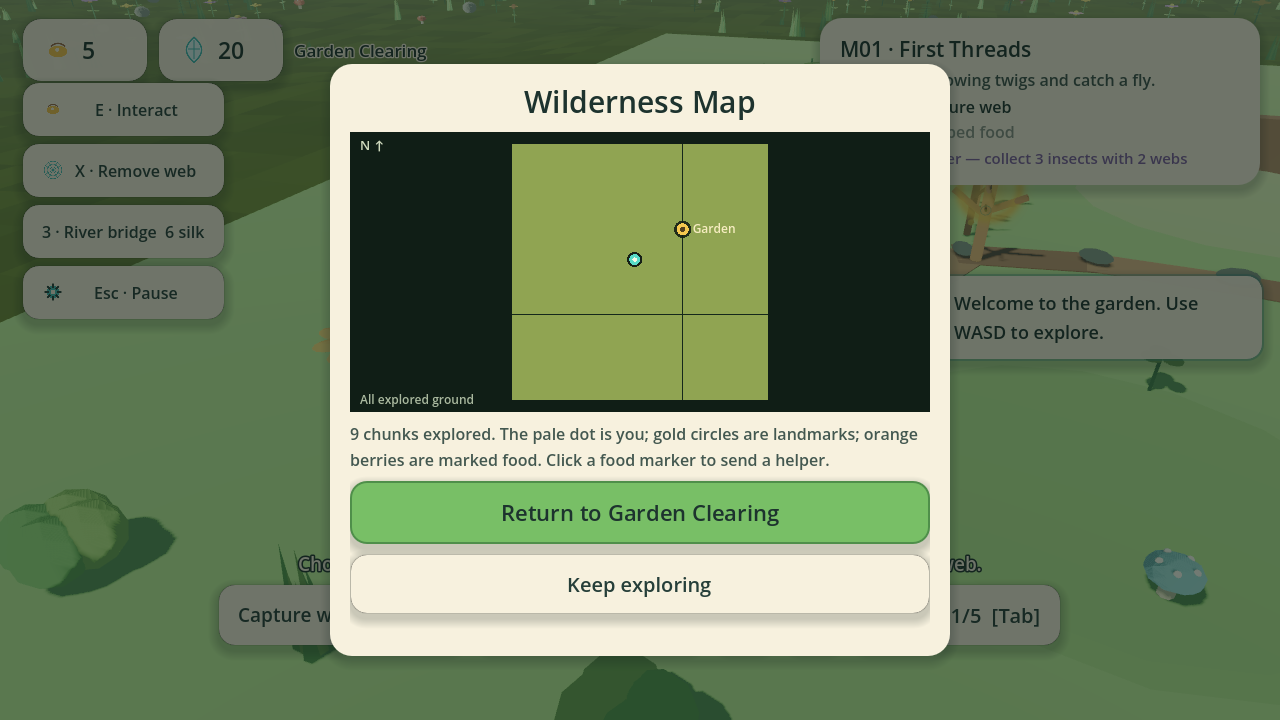 5
20
Garden Clearing
E · Interact
X · Remove web
3 · River bridge 6 silk
Esc · Pause
M01 · First Threads
owing twigs and catch a fly.
ure web
ped food
er — collect 3 insects with 2 webs
Welcome to the garden. Use
WASD to explore.
Wilderness Map
N ↑
Garden
All explored ground
9 chunks explored. The pale dot is you; gold circles are landmarks; orange
berries are marked food. Click a food marker to send a helper.
Return to Garden Clearing
Keep exploring
Cho
web.
Capture w
1/5 [Tab]